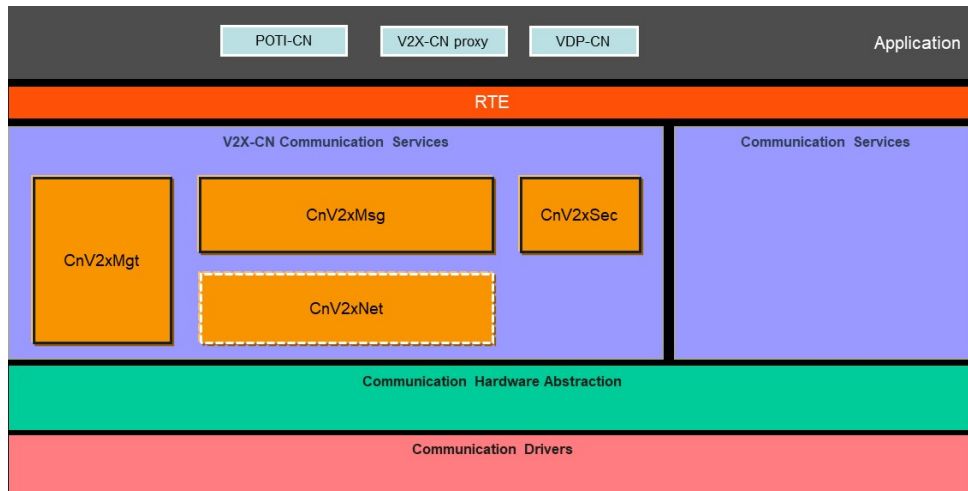 POTI-CN
V2X-CN proxy
VDP-CN
Application
RTE
V2X-CN Communication Services
Communication Services
CnV2xMgt
CnV2xMsg
CnV2xSec
CnV2xNet
Communication Hardware Abstraction
Communication Drivers